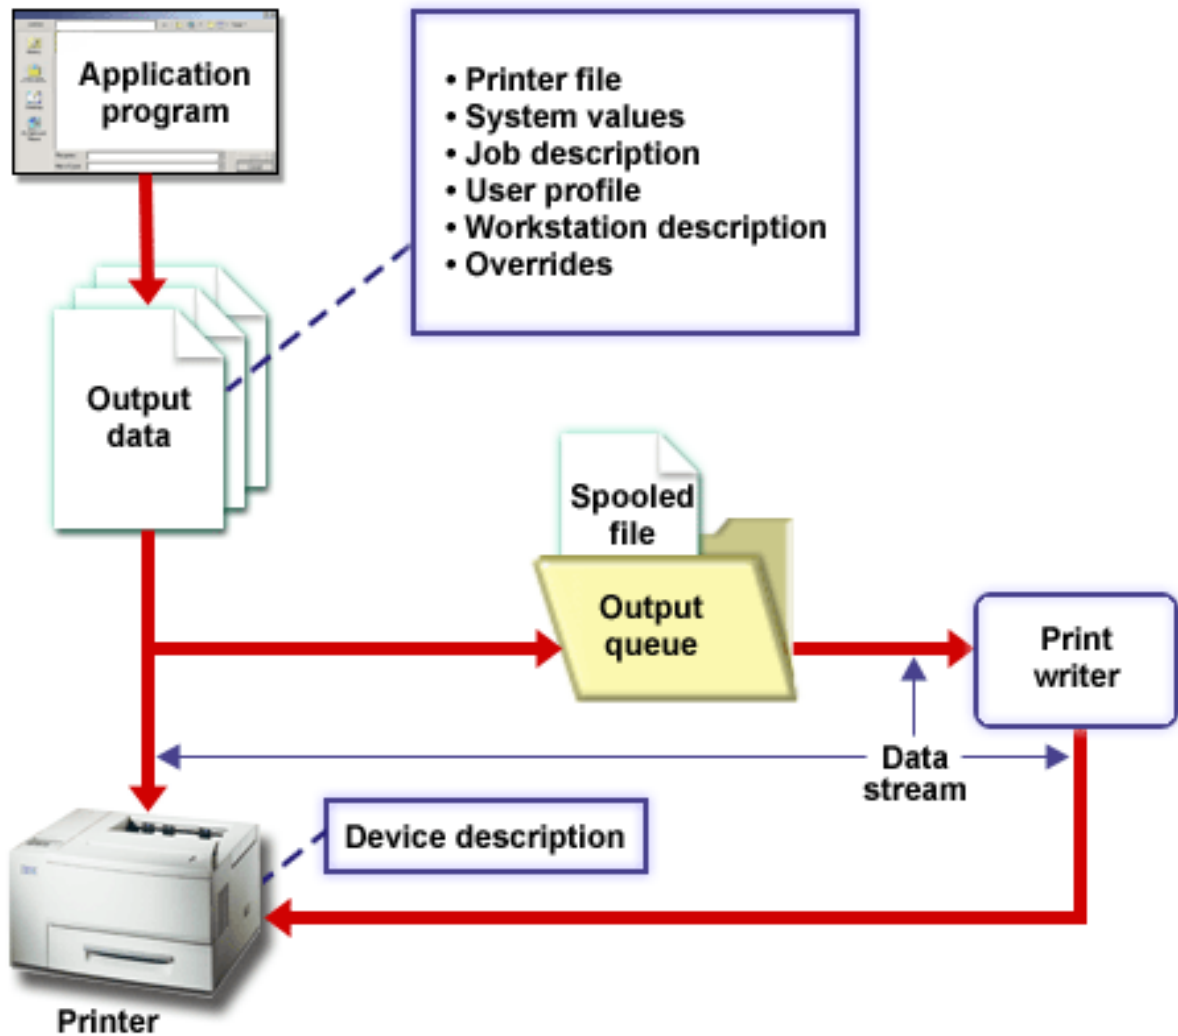 Application
program
• Printer file
• System values
• Job description
• User profile
• Workstation description
• Overrides
Output
data
Spooled
file
Output
queue
Print
writer
Data
stream
Device description
IBM
Printer